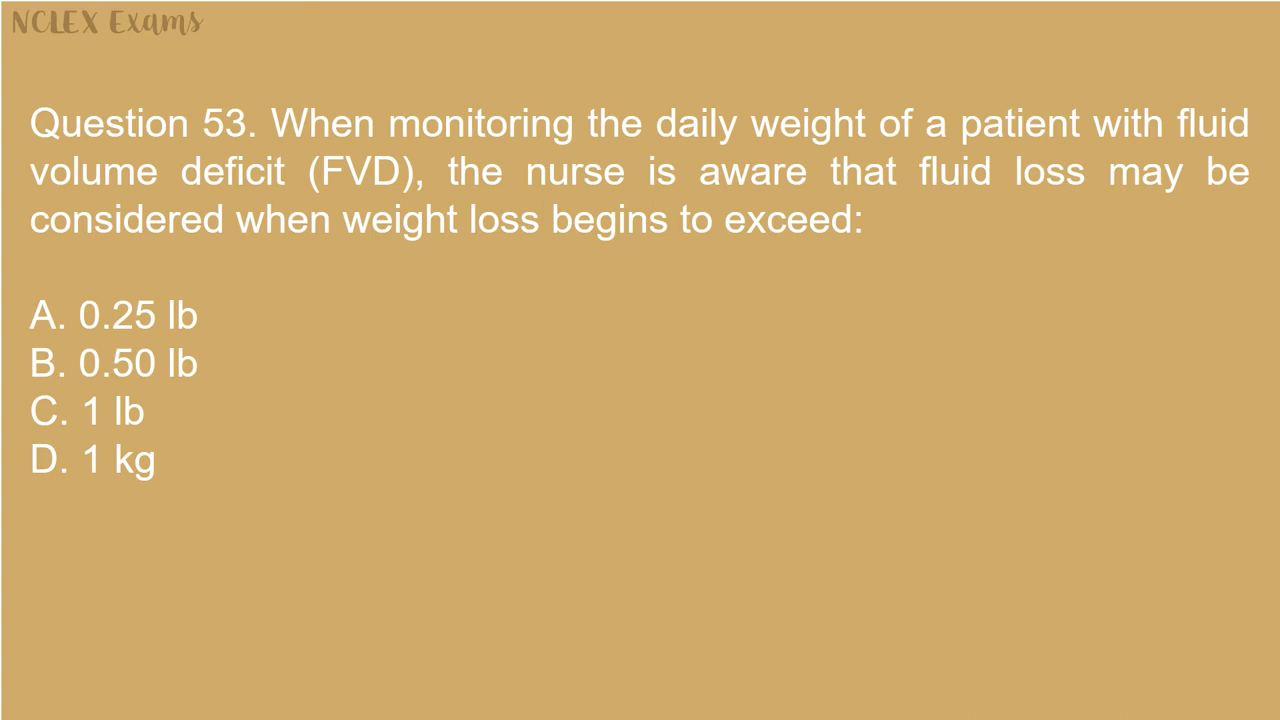 NCLEX Exams
Question 53. When monitoring the daily weight of a patient with fluid
volume deficit (FVD), the nurse is aware that fluid loss may be
considered when weight loss begins to exceed:
A. 0.25 lb
B. 0.50 lb
C. 1 lb
D. 1 kg